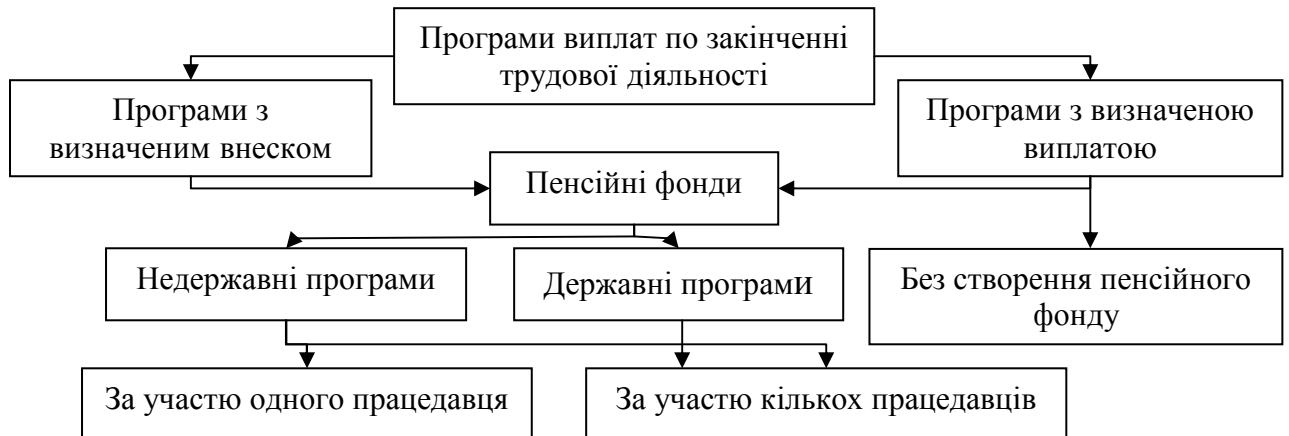 Програми виплат по закінченні
трудової діяльності
Програми з
визначеним внеском
Програми з визначеною
виплатою
Пенсійні фонди
Недержавні програми
Державні програми
Без створення пенсійного
фонду
За участю одного працедавця
За участю кількох працедавців